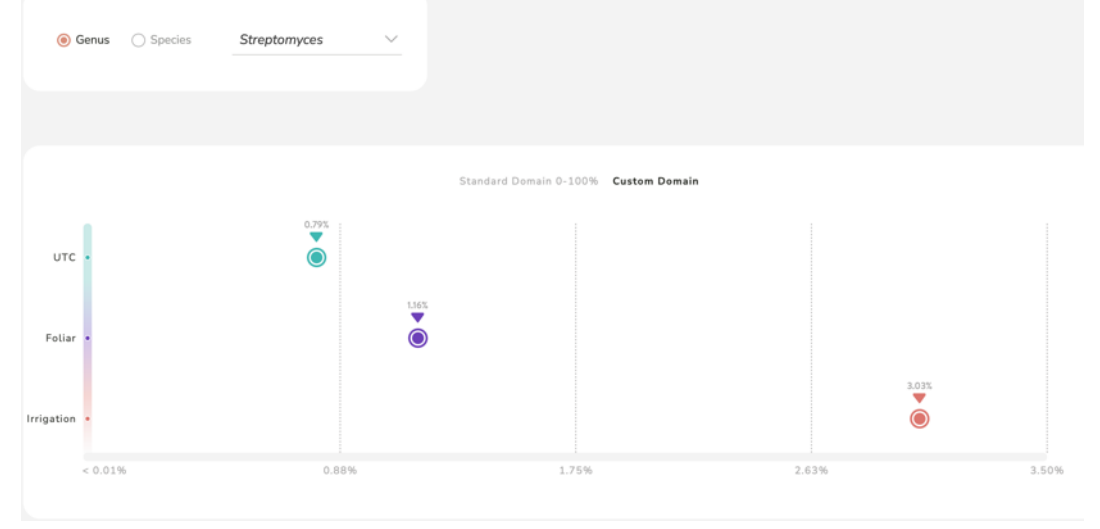 Genus Species Streptomyces
Standard Domain 0-100% Custom Domain
0.79%
UTC
1.16%
Foliar
3.03%
Irrigation
< 0.01% 0.88% 1.75% 2.63% 3.50%